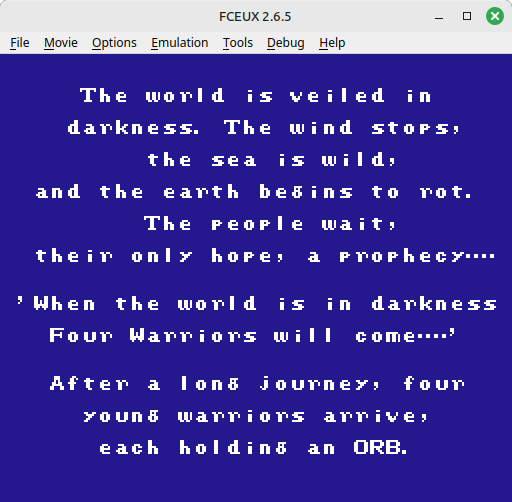 FCEUX 2.6.5
File Movie Options Emulation Tools Debug Help
The world is veiled in
darkness. The wind stops,
the sea is wild,
and the earth begins to rot.
The people wait,
their only hope, a prophecy····
'When the world is in darkness
Four Warriors will come····'
After a long journey, four
young warriors arrive,
each holding an ORB.